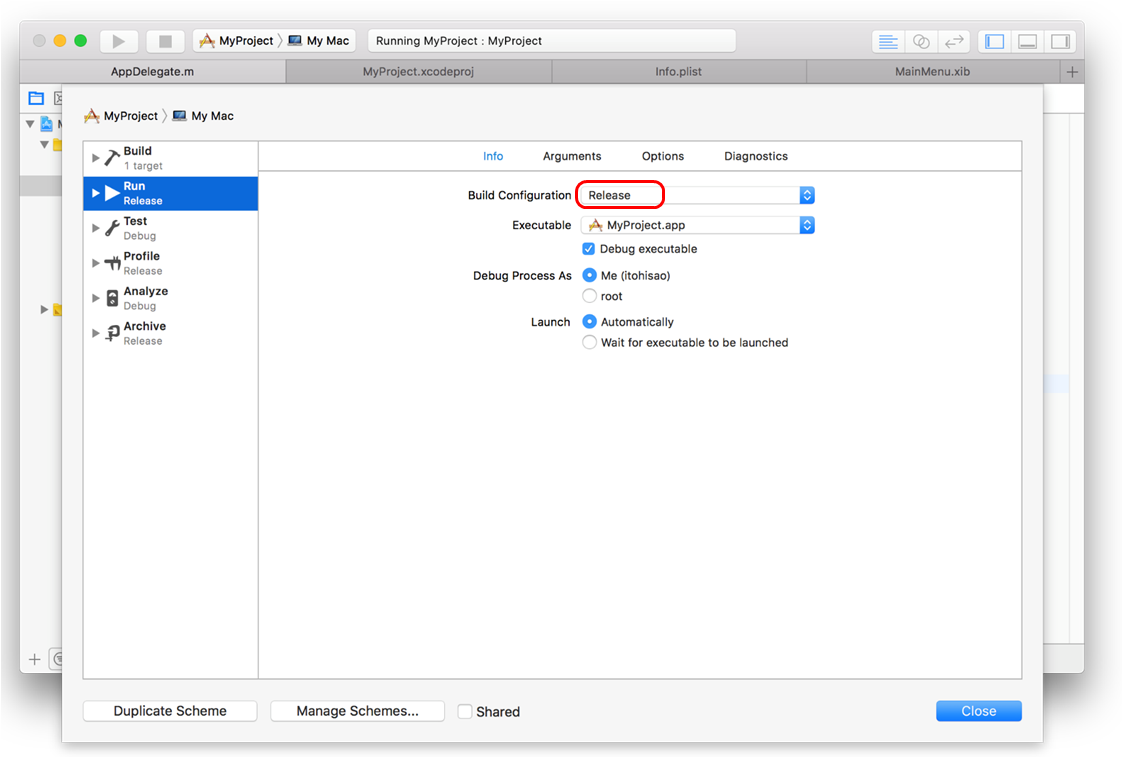 MyProject My Mac Running MyProject : MyProject
AppDelegate.m MyProject.xcodeproj Info.plist MainMenu.xib
MyProject My Mac
Build
1 target
Run
Release
Test
Debug
Profile
Release
Analyze
Debug
Archive
Release
Info Arguments Options Diagnostics
Build Configuration Release
Executable MyProject.app
Debug executable
Debug Process As Me (itohisao)
root
Launch Automatically
Wait for executable to be launched
Duplicate Scheme Manage Schemes... Shared Close